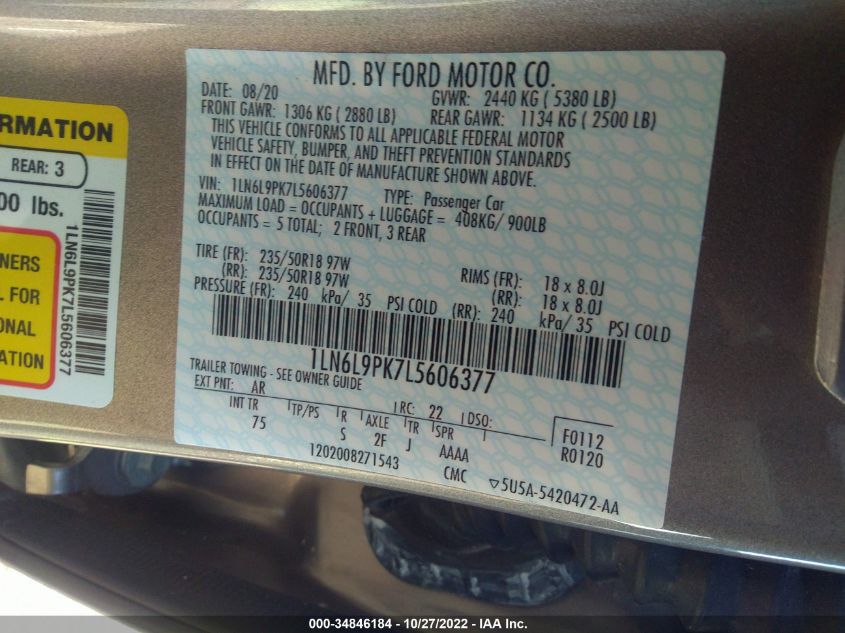 MFD. BY FORD MOTOR CO.
DATE: 08/20 GVWR: 2440 KG ( 5380 LB)
FRONT GAWR: 1306 KG ( 2880 LB) REAR GAWR: 1134 KG ( 2500 LB)
THIS VEHICLE CONFORMS TO ALL APPLICABLE FEDERAL MOTOR
VEHICLE SAFETY, BUMPER, AND THEFT PREVENTION STANDARDS
IN EFFECT ON THE DATE OF MANUFACTURE SHOWN ABOVE.
VIN: 1LN6L9PK7L5606377 TYPE: Passenger Car
MAXIMUM LOAD = OCCUPANTS + LUGGAGE = 408KG/ 900LB
OCCUPANTS = 5 TOTAL; 2 FRONT, 3 REAR
TIRE (FR): 235/50R18 97W RIMS (FR): 18 x 8.0J
(RR): 235/50R18 97W (RR): 18 x 8.0J
PRESSURE (FR): 240 kPa/ 35 PSI COLD (RR): 240 kPa/ 35 PSI COLD
1LN6L9PK7L5606377
TRAILER TOWING - SEE OWNER GUIDE
EXT PNT: AR RC: 22 DSO:
INT TR TP/PS R AXLE TR SPR F0112
75 S 2F J AAAA R0120
1202008271543 CMC ▽5U5A-5420472-AA
RMATION
REAR: 3
00 lbs.
NERS
L FOR
ONAL
ATION
1LN6L9PK7L5606377
000-34846184 - 10/27/2022 - IAA Inc.